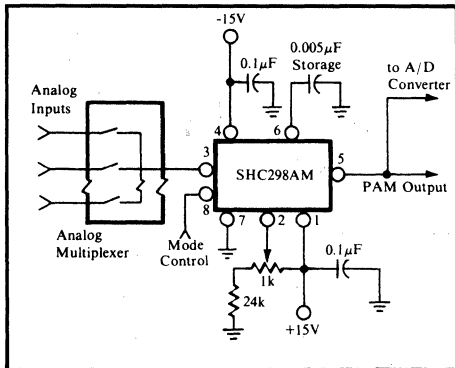 -15V
0.1μF
0.005μF
Storage
to A/D
Converter
Analog
Inputs
4
6
3
SHC298AM
5
8
PAM Output
7
2
1
Analog
Multiplexer
Mode
Control
1k
0.1μF
24k
+15V